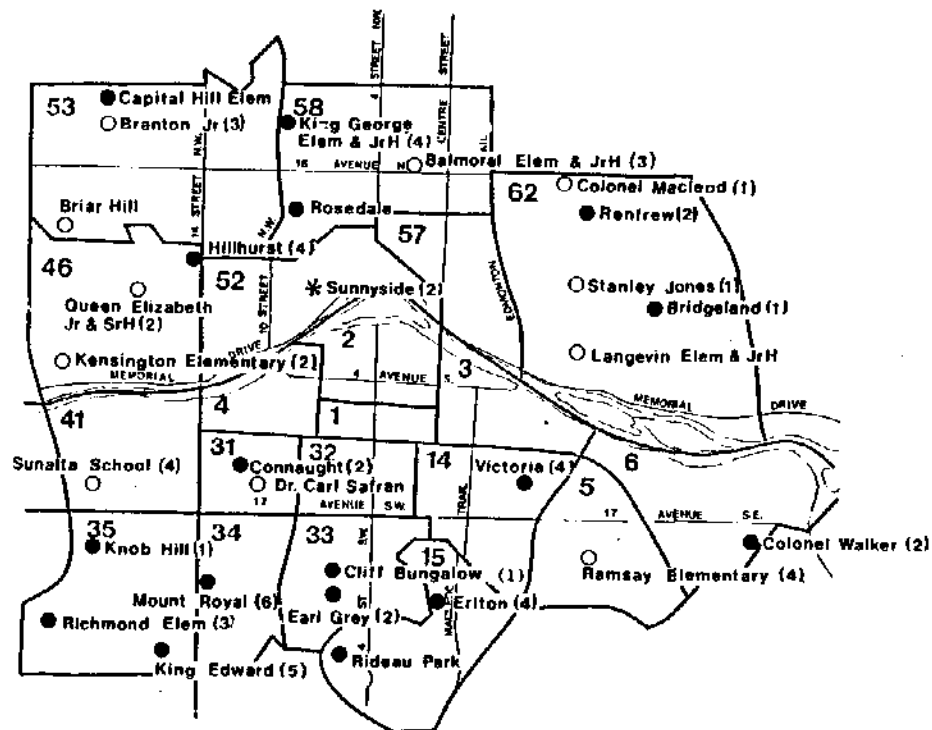 STREET NW
4
STREET
CENTRE
53
Capital Hill Elem
Branton Jr (3)
N.W.
16 STREET
58
King George
Elem & JrH (4)
16 AVENUE N
Balmoral Elem & JrH (3)
62
Colonel Macleod (1)
Renfrew (2)
Briar Hill
Rosedale
N.W.
57
Hillhurst (4)
46
52
10 STREET
Sunnyside (2)
EDMONTON
Stanley Jones (1)
Bridgeland (1)
Queen Elizabeth
Jr & SrH (2)
Kensington Elementary (2)
MEMORIAL DRIVE
2
4 AVENUE S.
3
Langevin Elem & JrH
MEMORIAL DRIVE
41
4
1
Sunalta School (4)
31
32
Connaught (2)
Dr. Carl Safran
17 AVENUE S.W.
14
Victoria (4)
TRAIL
5
6
17 AVENUE S.E.
35
Knob Hill (1)
34
33
S.W.
15
Colonel Walker (2)
Cliff Bungalow (1)
Ramsay Elementary (4)
Mount Royal (6)
Earl Grey (2)
ST
4
Erlton (4)
MACLEOD
Richmond Elem (3)
King Edward (5)
Rideau Park